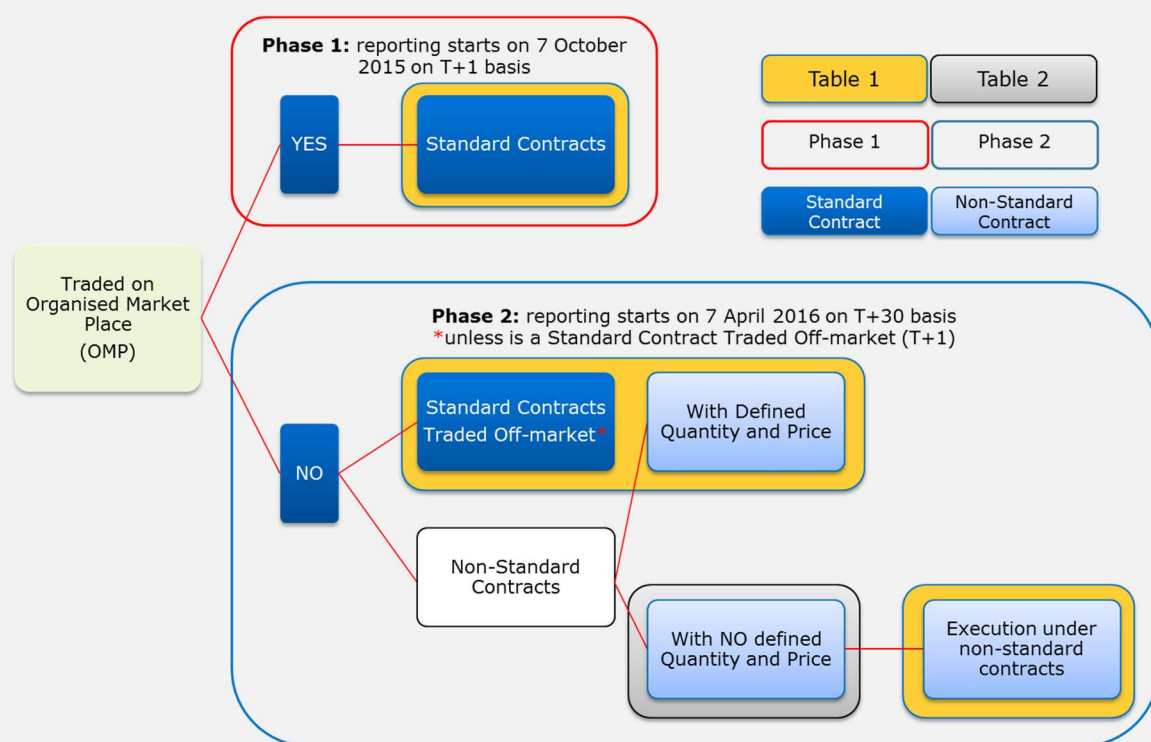 Phase 1: reporting starts on 7 October
2015 on T+1 basis
YES
Standard Contracts
Table 1
Table 2
Phase 1
Phase 2
Standard
Contract
Non-Standard
Contract
Traded on
Organised Market
Place
(OMP)
Phase 2: reporting starts on 7 April 2016 on T+30 basis
*unless is a Standard Contract Traded Off-market (T+1)
NO
Standard Contracts
Traded Off-market*
With Defined
Quantity and Price
Non-Standard
Contracts
With NO defined
Quantity and Price
Execution under
non-standard
contracts